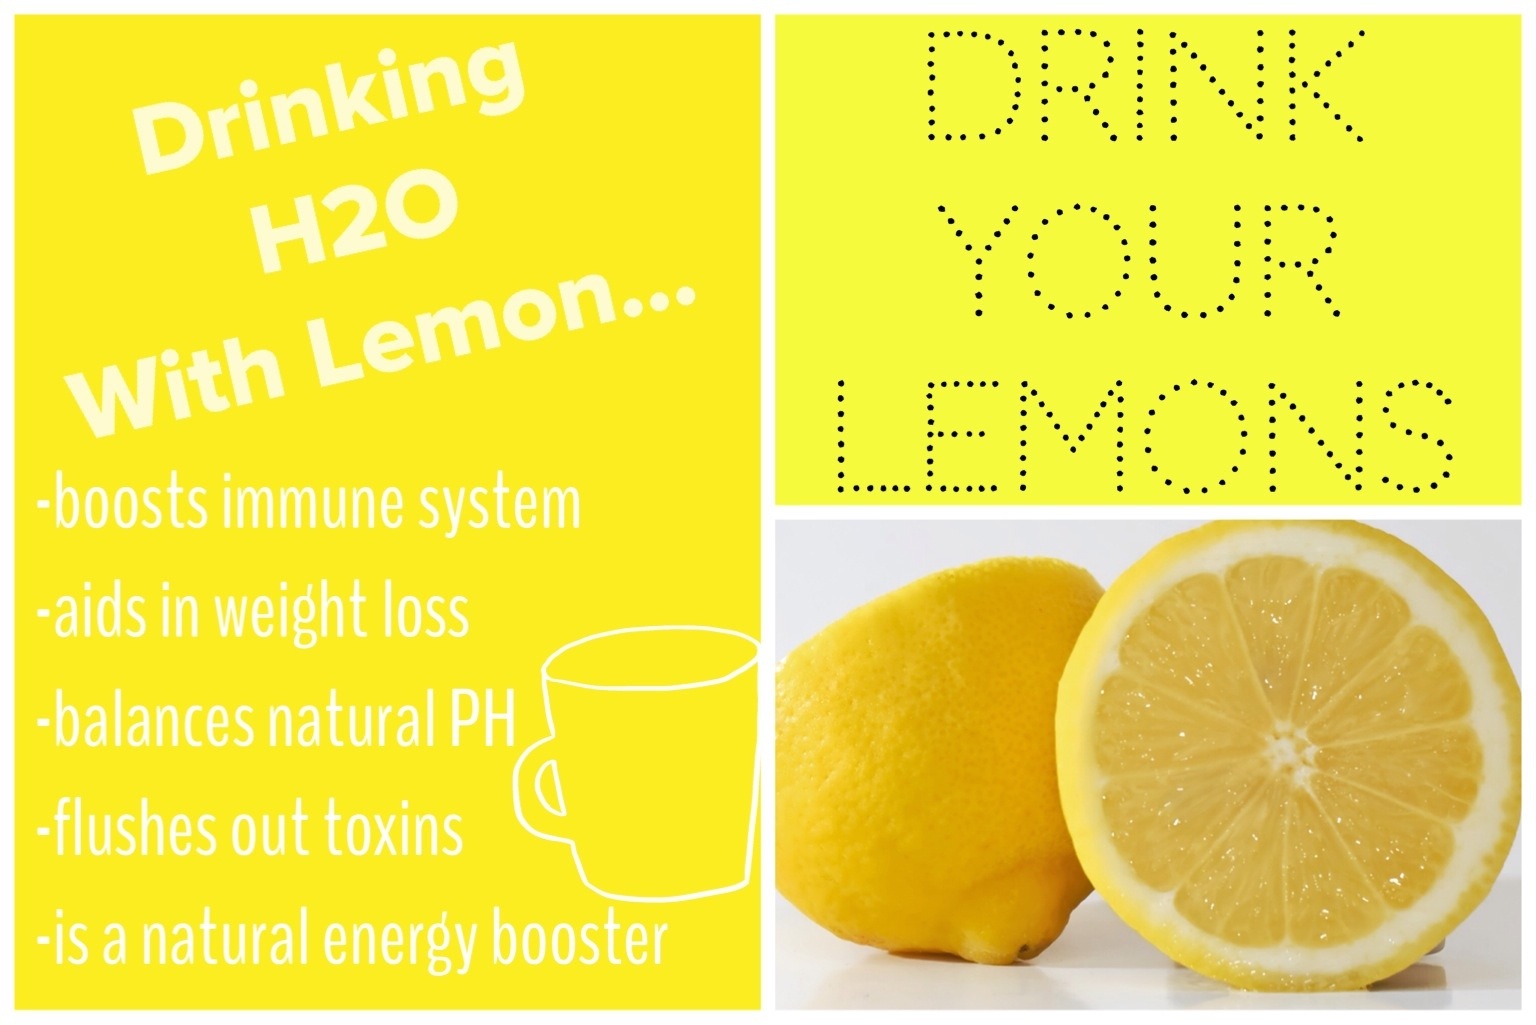 Drinking
H2O
With Lemon...
-boosts immune system
-aids in weight loss
-balances natural PH
-flushes out toxins
-is a natural energy booster
DRINK
YOUR
LEMONS